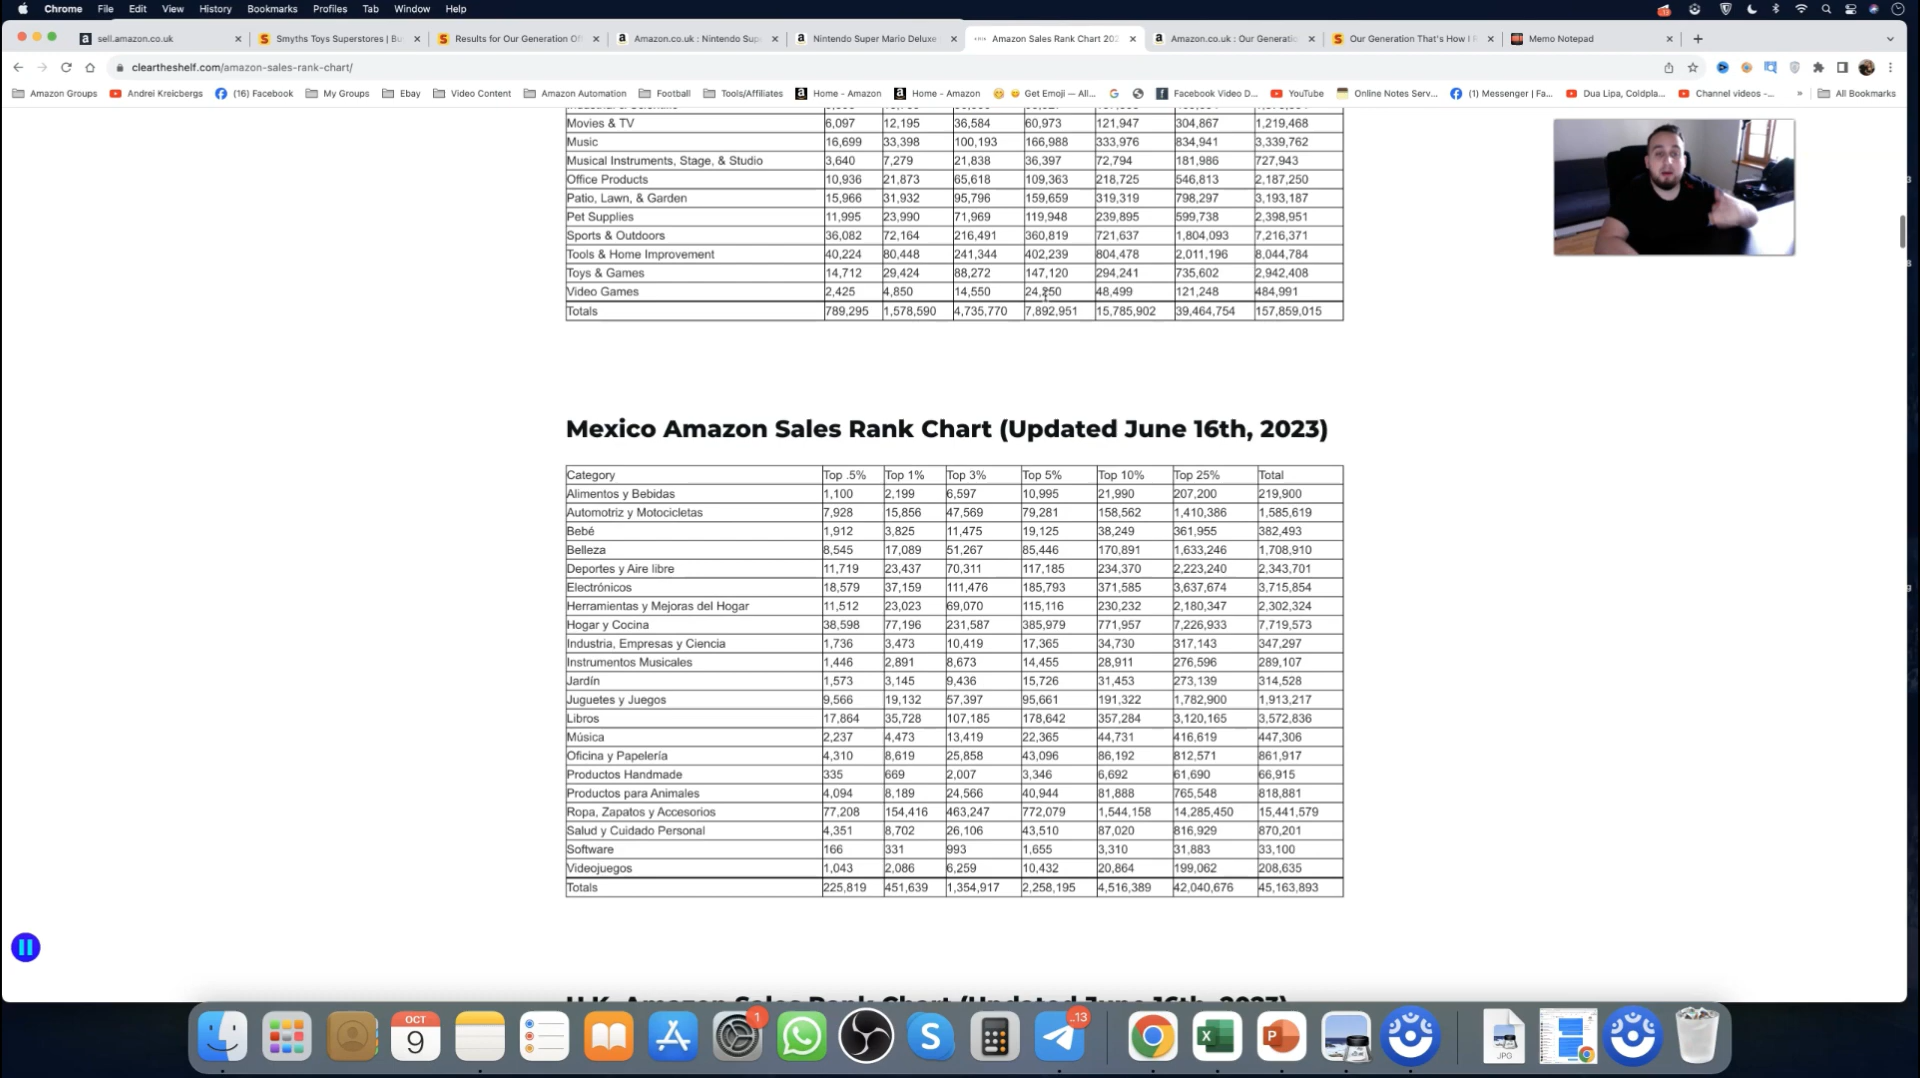 Chrome File Edit View History Bookmarks Profiles Tab Window Help
sell.amazon.co.uk Smyths Toys Superstores | Bu Results for Our Generation Of Amazon.co.uk : Nintendo Sup Nintendo Super Mario Deluxe Amazon Sales Rank Chart 202 Amazon.co.uk : Our Generatio Our Generation That's How I R Memo Notepad
cleartheshelf.com/amazon-sales-rank-chart/
Amazon Groups Andrei Kreicbergs (16) Facebook My Groups Ebay Video Content Amazon Automation Football Tools/Affiliates Home - Amazon Home - Amazon Get Emoji — All... Facebook Video D... YouTube Online Notes Serv... (1) Messenger | Fa... Dua Lipa, Coldpla... Channel videos -... » All Bookmarks
Movies & TV 6,097 12,195 36,584 60,973 121,947 304,867 1,219,468
Music 16,699 33,398 100,193 166,988 333,976 834,941 3,339,762
Musical Instruments, Stage, & Studio 3,640 7,279 21,838 36,397 72,794 181,986 727,943
Office Products 10,936 21,873 65,618 109,363 218,725 546,813 2,187,250
Patio, Lawn, & Garden 15,966 31,932 95,796 159,659 319,319 798,297 3,193,187
Pet Supplies 11,995 23,990 71,969 119,948 239,895 599,738 2,398,951
Sports & Outdoors 36,082 72,164 216,491 360,819 721,637 1,804,093 7,216,371
Tools & Home Improvement 40,224 80,448 241,344 402,239 804,478 2,011,196 8,044,784
Toys & Games 14,712 29,424 88,272 147,120 294,241 735,602 2,942,408
Video Games 2,425 4,850 14,550 24,250 48,499 121,248 484,991
Totals 789,295 1,578,590 4,735,770 7,892,951 15,785,902 39,464,754 157,859,015
Mexico Amazon Sales Rank Chart (Updated June 16th, 2023)
Category Top .5% Top 1% Top 3% Top 5% Top 10% Top 25% Total
Alimentos y Bebidas 1,100 2,199 6,597 10,995 21,990 207,200 219,900
Automotriz y Motocicletas 7,928 15,856 47,569 79,281 158,562 1,410,386 1,585,619
Bebé 1,912 3,825 11,475 19,125 38,249 361,955 382,493
Belleza 8,545 17,089 51,267 85,446 170,891 1,633,246 1,708,910
Deportes y Aire libre 11,719 23,437 70,311 117,185 234,370 2,223,240 2,343,701
Electrónicos 18,579 37,159 111,476 185,793 371,585 3,637,674 3,715,854
Herramientas y Mejoras del Hogar 11,512 23,023 69,070 115,116 230,232 2,180,347 2,302,324
Hogar y Cocina 38,598 77,196 231,587 385,979 771,957 7,226,933 7,719,573
Industria, Empresas y Ciencia 1,736 3,473 10,419 17,365 34,730 317,143 347,297
Instrumentos Musicales 1,446 2,891 8,673 14,455 28,911 276,596 289,107
Jardín 1,573 3,145 9,436 15,726 31,453 273,139 314,528
Juguetes y Juegos 9,566 19,132 57,397 95,661 191,322 1,782,900 1,913,217
Libros 17,864 35,728 107,185 178,642 357,284 3,120,165 3,572,836
Música 2,237 4,473 13,419 22,365 44,731 416,619 447,306
Oficina y Papelería 4,310 8,619 25,858 43,096 86,192 812,571 861,917
Productos Handmade 335 669 2,007 3,346 6,692 61,690 66,915
Productos para Animales 4,094 8,189 24,566 40,944 81,888 765,548 818,881
Ropa, Zapatos y Accesorios 77,208 154,416 463,247 772,079 1,544,158 14,285,450 15,441,579
Salud y Cuidado Personal 4,351 8,702 26,106 43,510 87,020 816,929 870,201
Software 166 331 993 1,655 3,310 31,883 33,100
Videojuegos 1,043 2,086 6,259 10,432 20,864 199,062 208,635
Totals 225,819 451,639 1,354,917 2,258,195 4,516,389 42,040,676 45,163,893
U.K. Amazon Sales Rank Chart (Updated June 16th, 2023)
OCT
9
1
..13
JPG